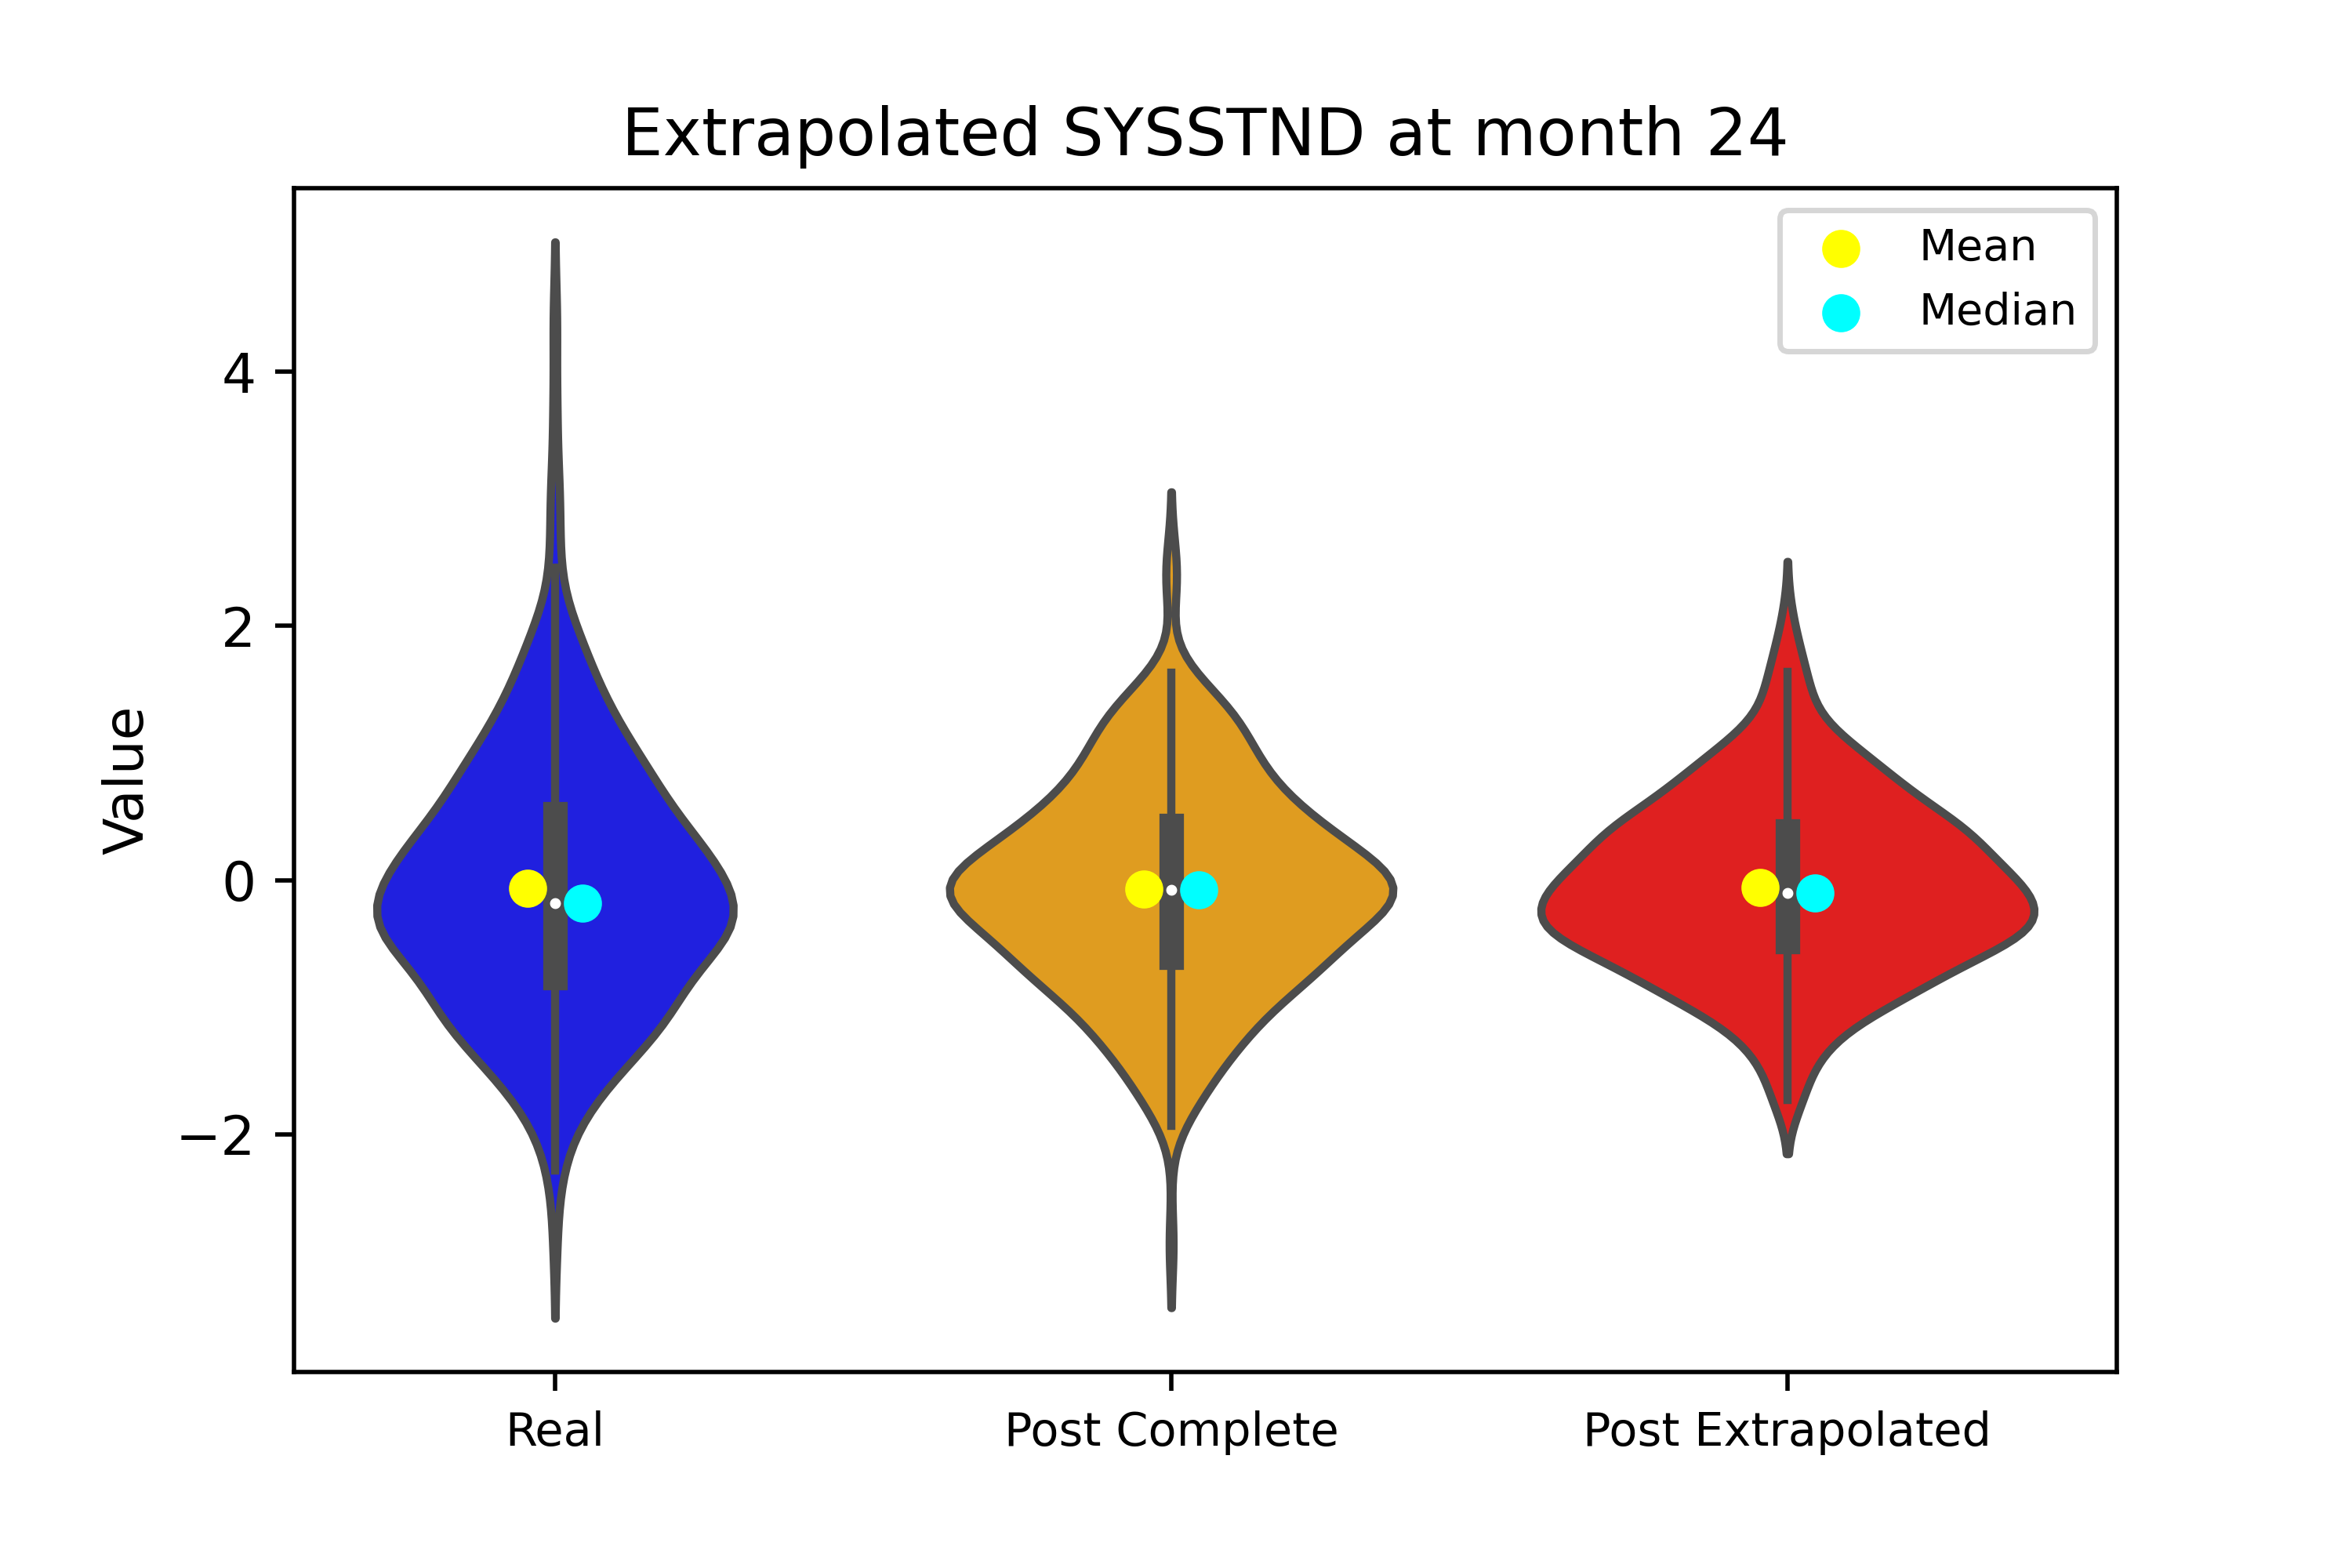 Extrapolated SYSSTND at month 24
Mean
Median
4
2
0
−2
Value
Real
Post Complete
Post Extrapolated